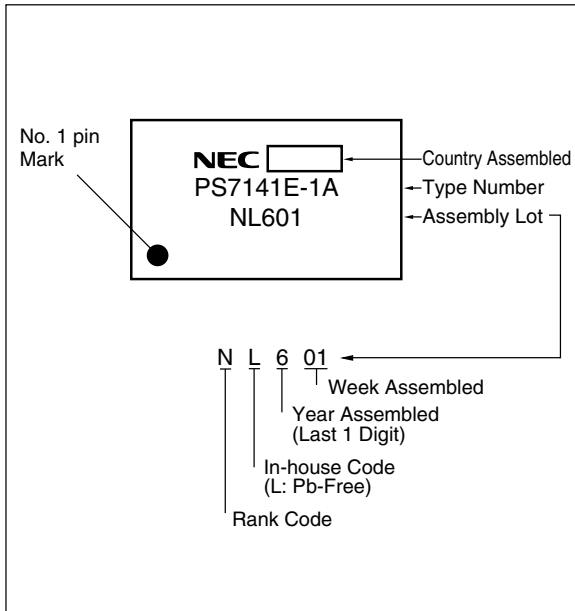 No. 1 pin
Mark
NEC
Country Assembled
PS7141E-1A
Type Number
NL601
Assembly Lot
N L 6 01
Week Assembled
Year Assembled
(Last 1 Digit)
In-house Code
(L: Pb-Free)
Rank Code